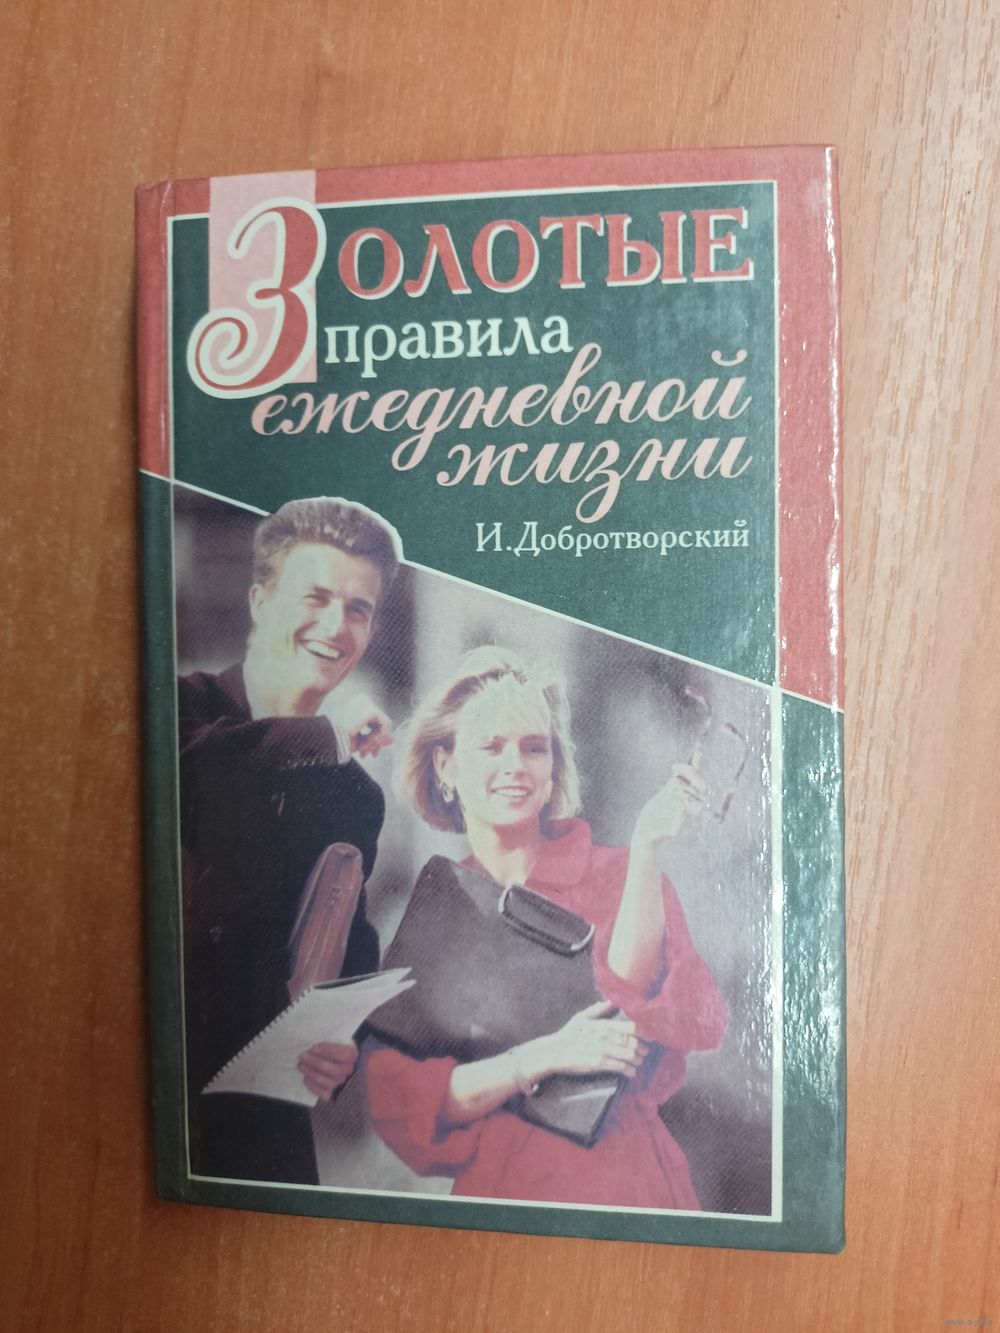 ЗОЛОТЫЕ
правила
ежедневной
жизни
И.Добротворский